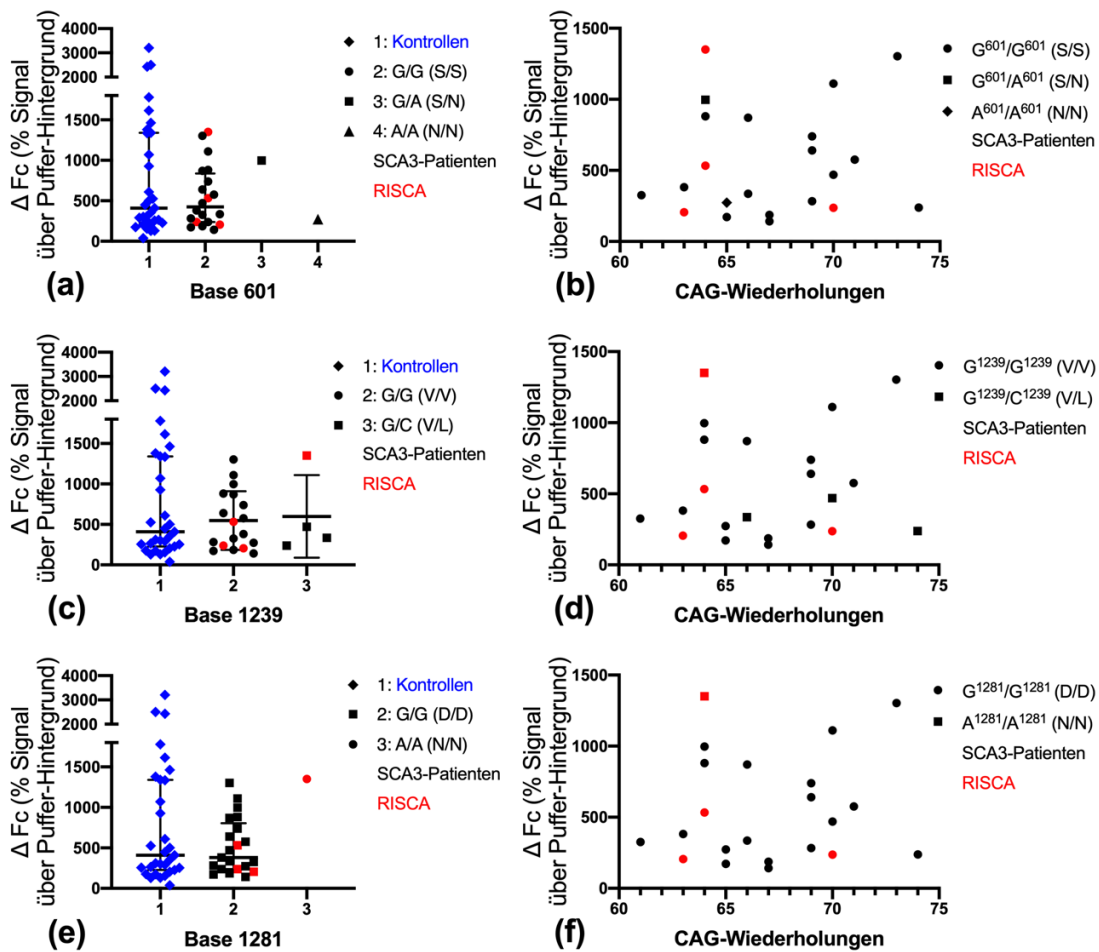 Δ Fc (% Signal
über Puffer-Hintergrund)
4000
3000
2000
1500
1000
500
0
1 2 3 4
Base 601
(a)
1: Kontrollen
2: G/G (S/S)
3: G/A (S/N)
4: A/A (N/N)
SCA3-Patienten
RISCA
Δ Fc (% Signal
über Puffer-Hintergrund)
1500
1000
500
0
60 65 70 75
CAG-Wiederholungen
(b)
G⁶⁰¹/G⁶⁰¹ (S/S)
G⁶⁰¹/A⁶⁰¹ (S/N)
A⁶⁰¹/A⁶⁰¹ (N/N)
SCA3-Patienten
RISCA
Δ Fc (% Signal
über Puffer-Hintergrund)
4000
3000
2000
1500
1000
500
0
1 2 3
Base 1239
(c)
1: Kontrollen
2: G/G (V/V)
3: G/C (V/L)
SCA3-Patienten
RISCA
Δ Fc (% Signal
über Puffer-Hintergrund)
1500
1000
500
0
60 65 70 75
CAG-Wiederholungen
(d)
G¹²³⁹/G¹²³⁹ (V/V)
G¹²³⁹/C¹²³⁹ (V/L)
SCA3-Patienten
RISCA
Δ Fc (% Signal
über Puffer-Hintergrund)
4000
3000
2000
1500
1000
500
0
1 2 3
Base 1281
(e)
1: Kontrollen
2: G/G (D/D)
3: A/A (N/N)
SCA3-Patienten
RISCA
Δ Fc (% Signal
über Puffer-Hintergrund)
1500
1000
500
0
60 65 70 75
CAG-Wiederholungen
(f)
G¹²⁸¹/G¹²⁸¹ (D/D)
A¹²⁸¹/A¹²⁸¹ (N/N)
SCA3-Patienten
RISCA